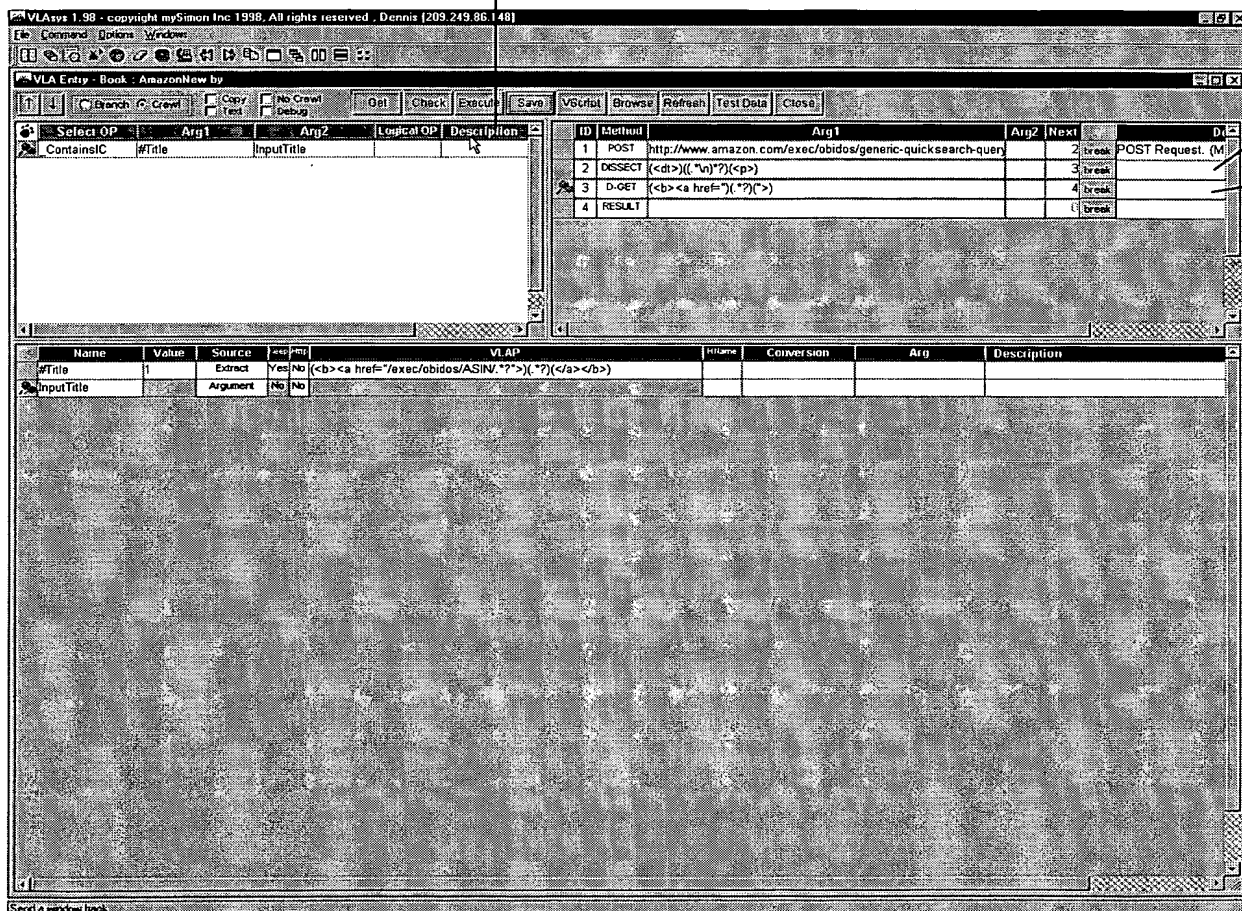 VLAsys 1.98 - copyright mySimon Inc 1998, All rights reserved , Dennis [209.249.86.148]
File Command Options Windows
VLA Entry - Book : AmazonNew by
Branch Crawl Copy Text No Crawl Debug Get Check Execute Save VScript Browse Refresh Test Data Close
Select OP Arg1 Arg2 Logical OP Description
_ContainsIC #Title InputTitle
ID Method Arg1 Arg2 Next
1 POST http://www.amazon.com/exec/obidos/generic-quicksearch-query 2 break POST Request. (M
2 DISSECT (<dt>)((.*\n)*?)(<p>) 3 break
3 D-GET (<b><a href=")(.*?)(">) 4 break
4 RESULT break
Name Value Source VLAP HName Conversion Arg Description
#Title 1 Extract Yes No (<b><a href="/exec/obidos/ASIN/.*?">)(.*?)(</a></b>)
InputTitle Argument No No
Send a window back